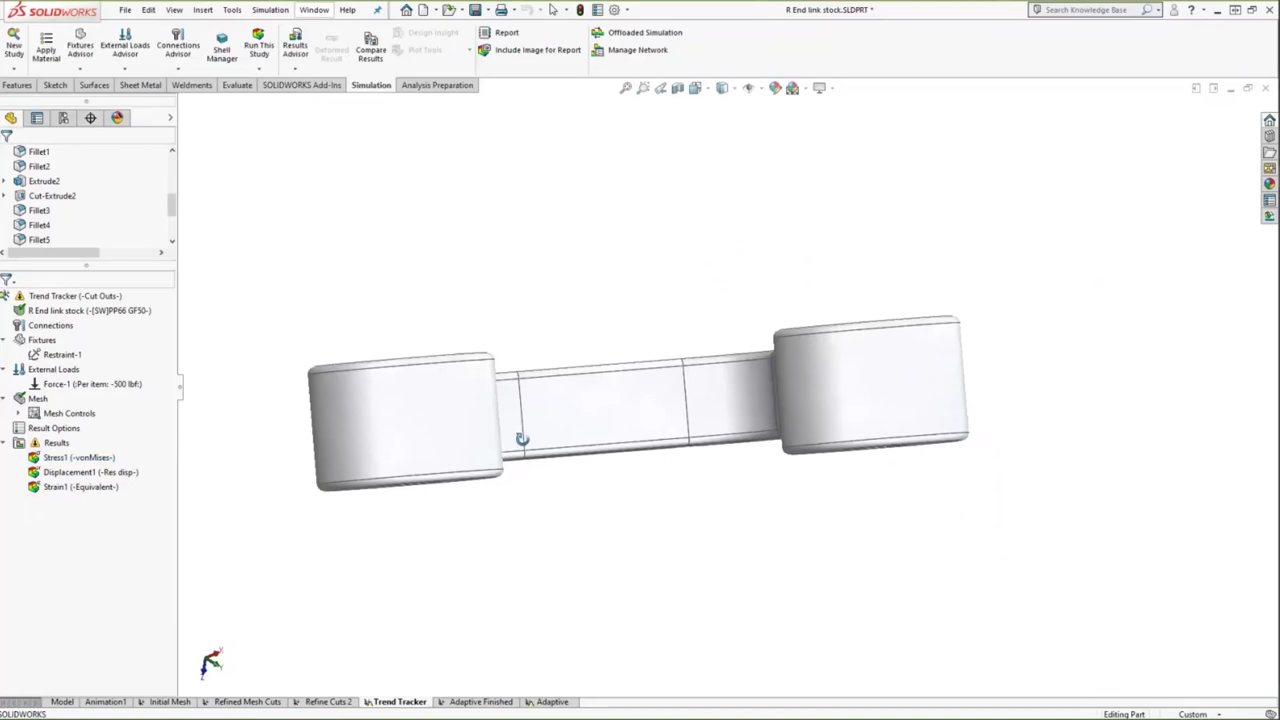 SOLIDWORKS File Edit View Insert Tools Simulation Window Help R End link stock.SLDPRT * Search Knowledge Base
New Study
Apply Material
Fixtures Advisor
External Loads Advisor
Connections Advisor
Shell Manager
Run This Study
Results Advisor
Deformed Result
Compare Results
Design Insight
Plot Tools
Report
Include Image for Report
Offloaded Simulation
Manage Network
Features Sketch Surfaces Sheet Metal Weldments Evaluate SOLIDWORKS Add-Ins Simulation Analysis Preparation
Fillet1
Fillet2
Extrude2
Cut-Extrude2
Fillet3
Fillet4
Fillet5
Trend Tracker (-Cut Outs-)
R End link stock (-[SW]PP66 GF50-)
Connections
Fixtures
Restraint-1
External Loads
Force-1 (:Per item: -500 lbf:)
Mesh
Mesh Controls
Result Options
Results
Stress1 (-vonMises-)
Displacement1 (-Res disp-)
Strain1 (-Equivalent-)
X
Y
Z
Model Animation1 Initial Mesh Refined Mesh Cuts Refine Cuts 2 Trend Tracker Adaptive Finished Adaptive
SOLIDWORKS Editing Part Custom